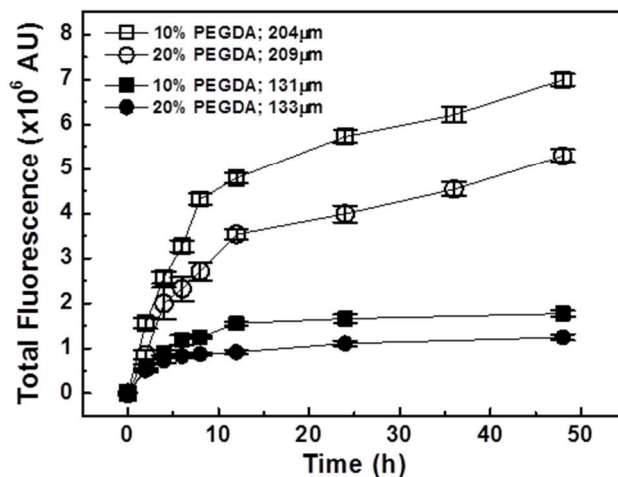 10% PEGDA; 204μm
20% PEGDA; 209μm
10% PEGDA; 131μm
20% PEGDA; 133μm
Total Fluorescence (x10⁶ AU)
7
6
5
4
3
2
1
0
0 10 20 30 40 50
Time (h)